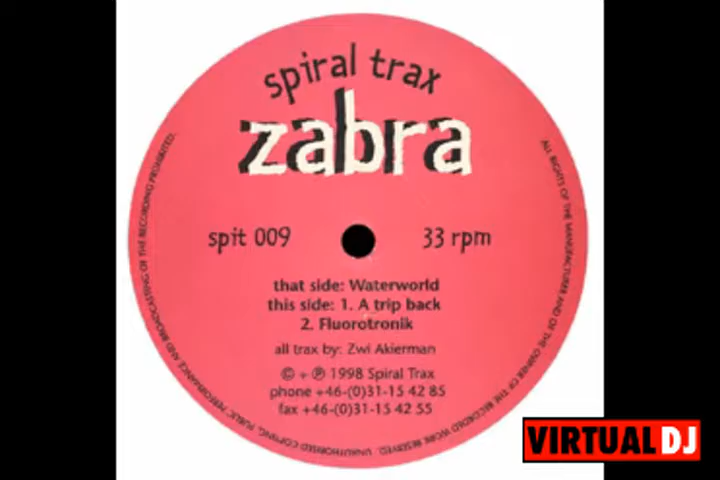 spiral trax
zabra
spit 009
33 rpm
that side: Waterworld
this side: 1. A trip back
2. Fluorotronik
all trax by: Zwi Akierman
© + ℗ 1998 Spiral Trax
phone +46-(0)31-15 42 85
fax +46-(0)31-15 42 55
ALL RIGHTS OF THE MANUFACTURER AND OF THE OWNER OF THE RECORDED WORK RESERVED. UNAUTHORISED COPYING, PUBLIC PERFORMANCE AND BROADCASTING OF THE RECORDING PROHIBITED.
VIRTUAL DJ